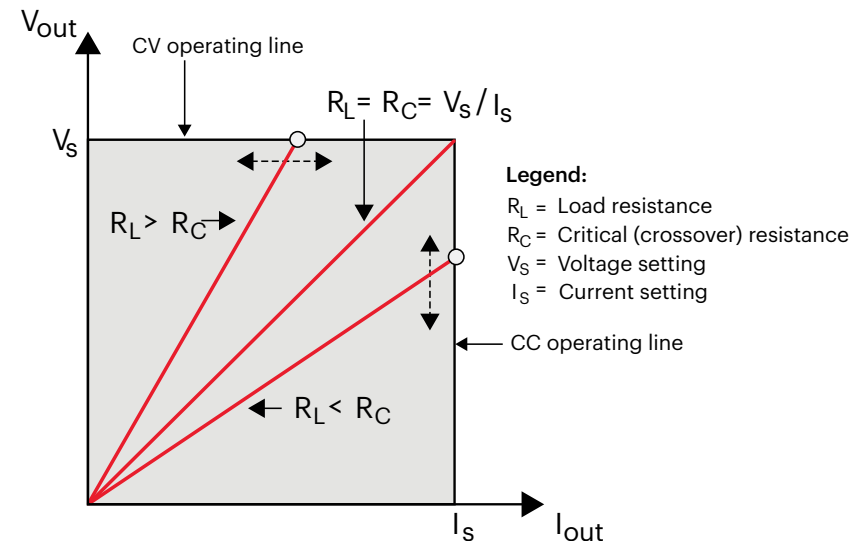 Vout
CV operating line
RL = RC = VS / IS
VS
Legend:
RL = Load resistance
RL > RC
RC = Critical (crossover) resistance
VS = Voltage setting
IS = Current setting
CC operating line
RL < RC
IS
Iout